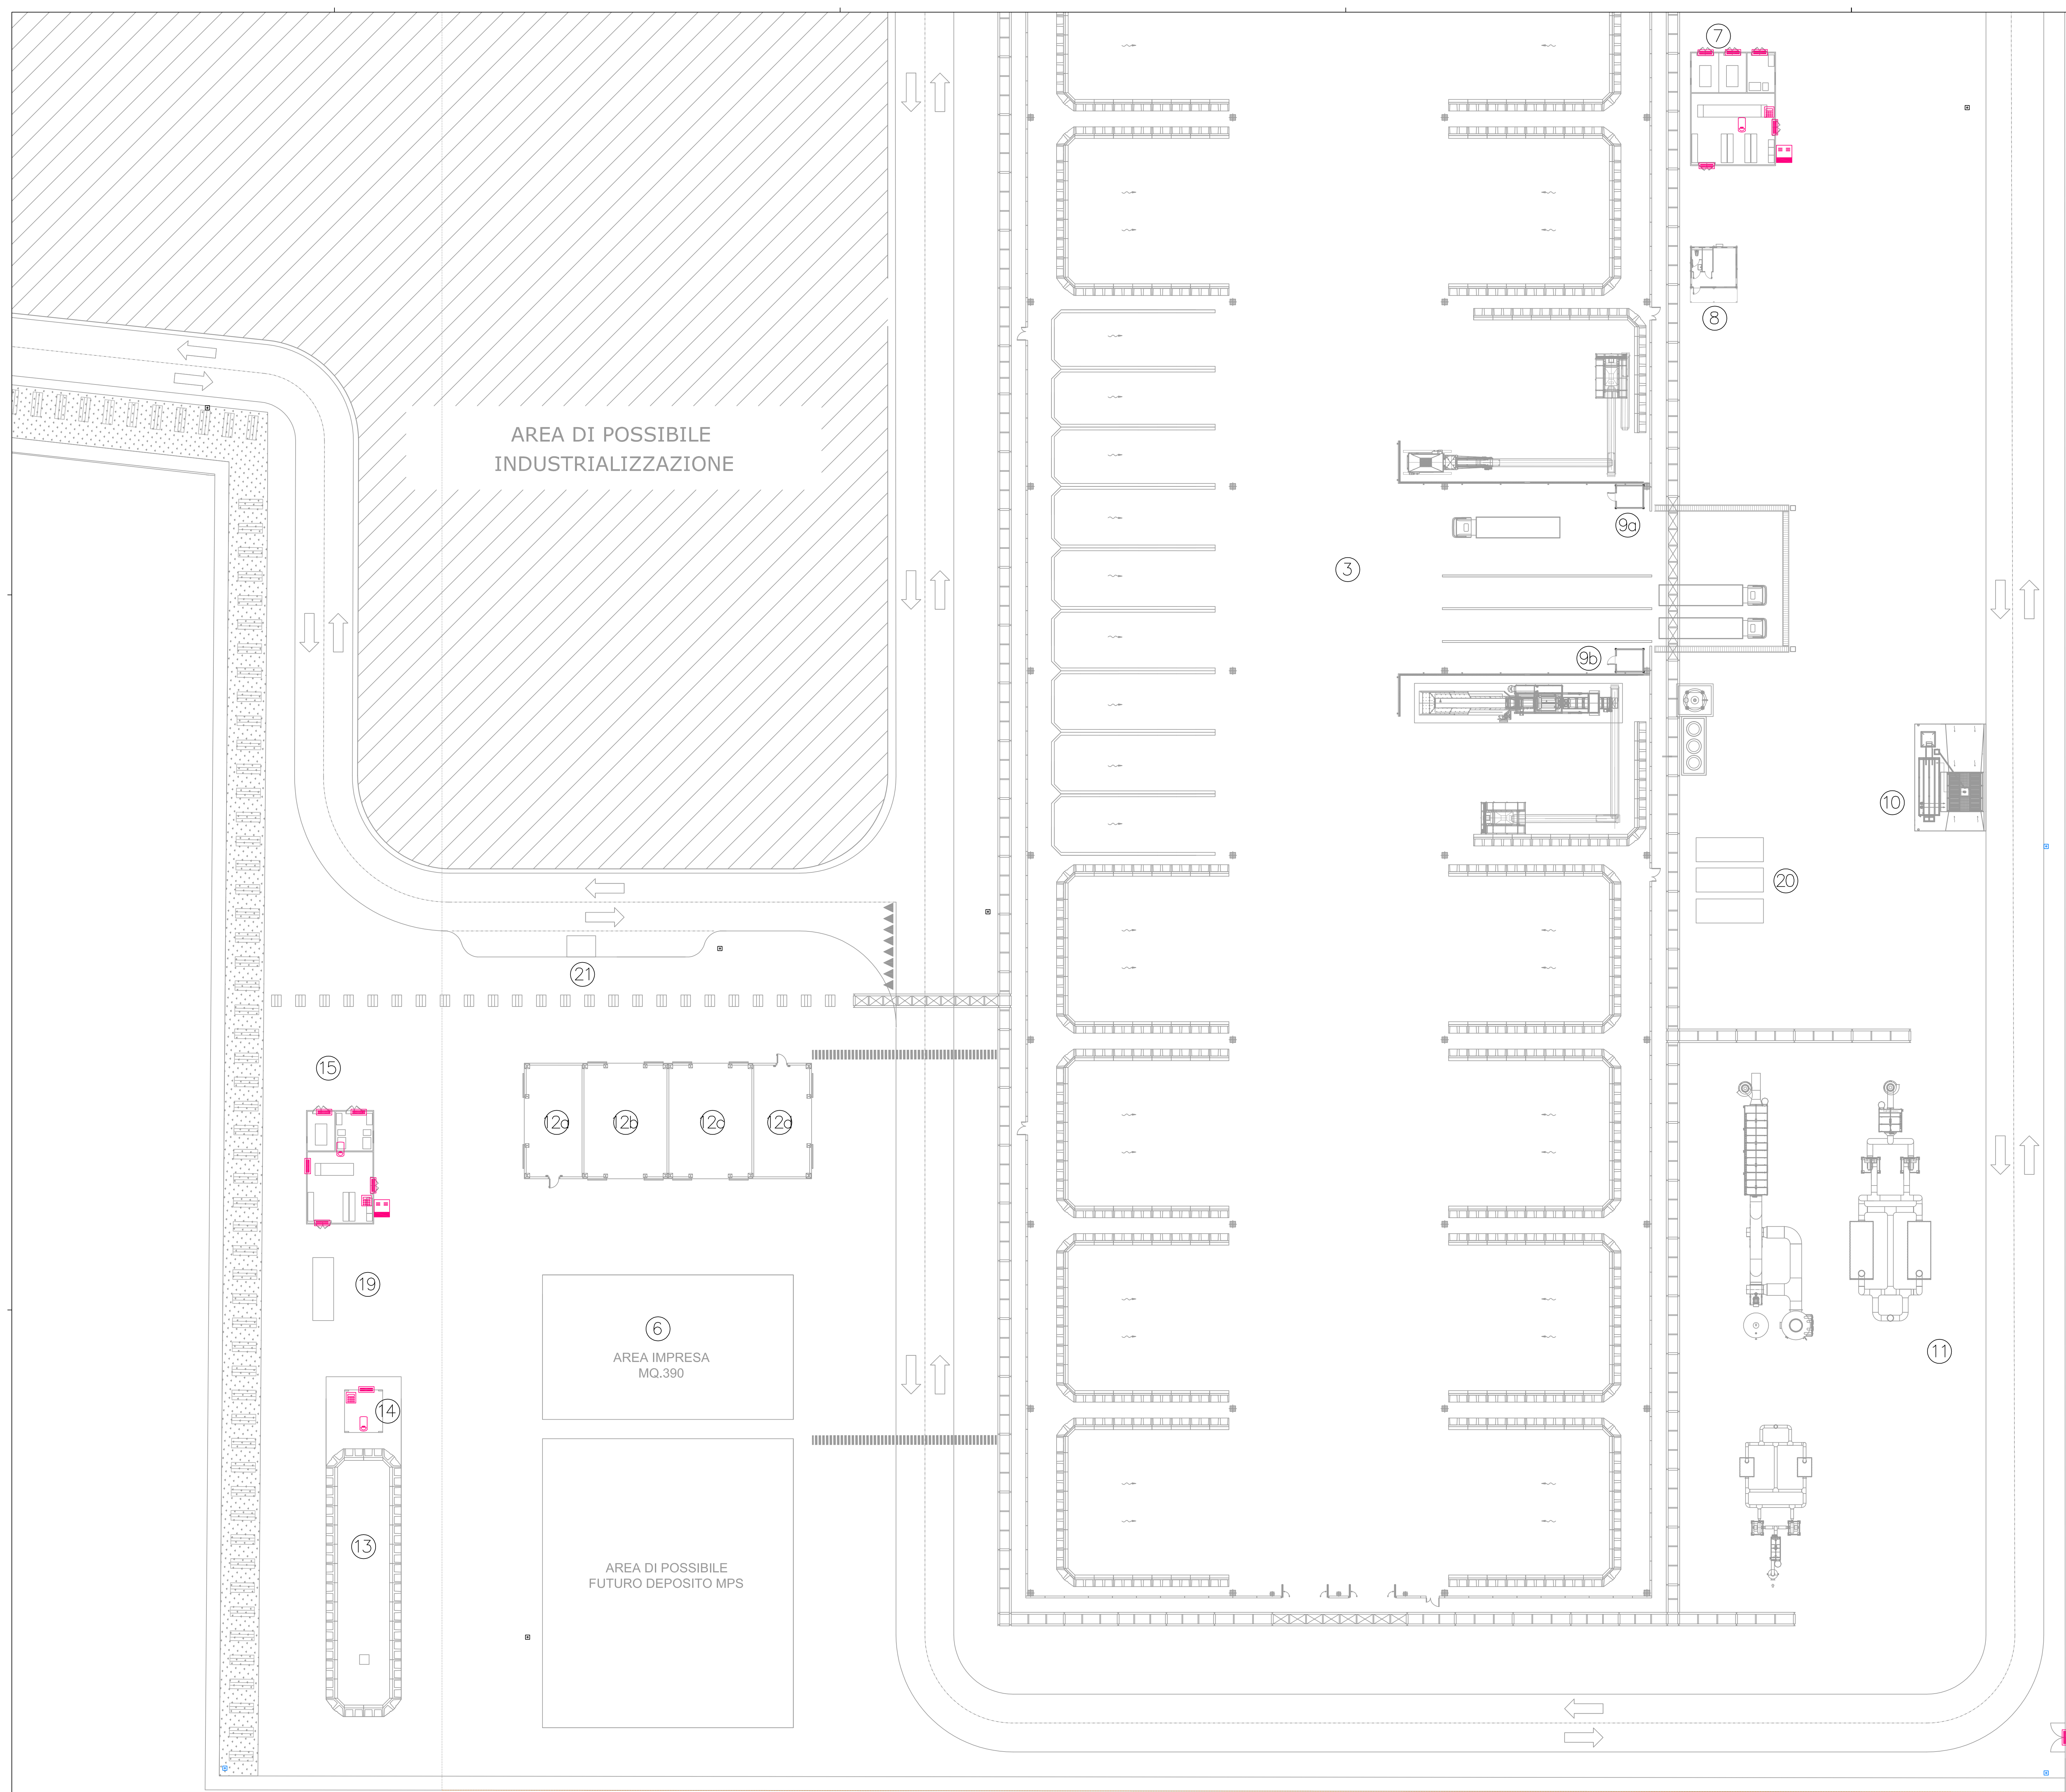 7
8
AREA DI POSSIBILE
INDUSTRIALIZZAZIONE
9a
3
9b
10
20
21
15
12a
12b
12c
12d
19
6
AREA IMPRESA
MQ.390
11
14
13
AREA DI POSSIBILE
FUTURO DEPOSITO MPS